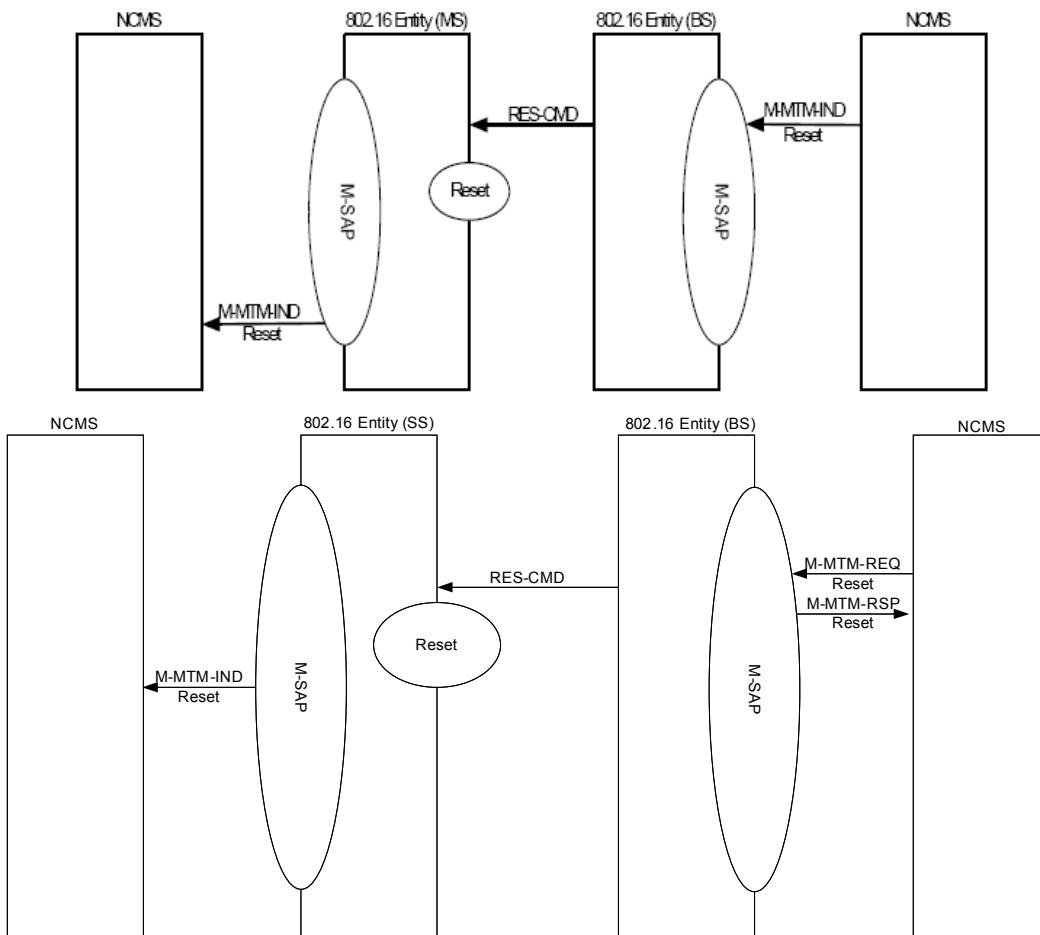 NCMS
802.16 Entity (MS)
802.16 Entity (BS)
NCMS
RES-CMD
M-MTM-IND
Reset
Reset
M-SAP
M-SAP
M-MTM-IND
Reset
NCMS
802.16 Entity (SS)
802.16 Entity (BS)
NCMS
M-MTM-REQ
Reset
RES-CMD
M-MTM-RSP
Reset
Reset
M-MTM-IND
Reset
M-SAP
M-SAP